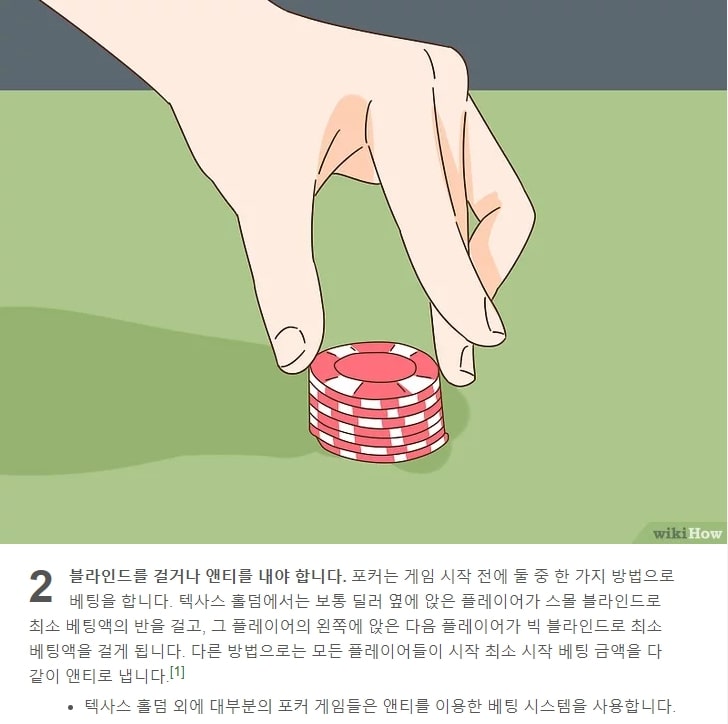 wikiHow
2 블라인드를 걸거나 앤티를 내야 합니다. 포커는 게임 시작 전에 둘 중 한 가지 방법으로
베팅을 합니다. 텍사스 홀덤에서는 보통 딜러 옆에 앉은 플레이어가 스몰 블라인드로
최소 베팅액의 반을 걸고, 그 플레이어의 왼쪽에 앉은 다음 플레이어가 빅 블라인드로 최소
베팅액을 걸게 됩니다. 다른 방법으로는 모든 플레이어들이 시작 최소 시작 베팅 금액을 다
같이 앤티로 냅니다.[1]
• 텍사스 홀덤 외에 대부분의 포커 게임들은 앤티를 이용한 베팅 시스템을 사용합니다.